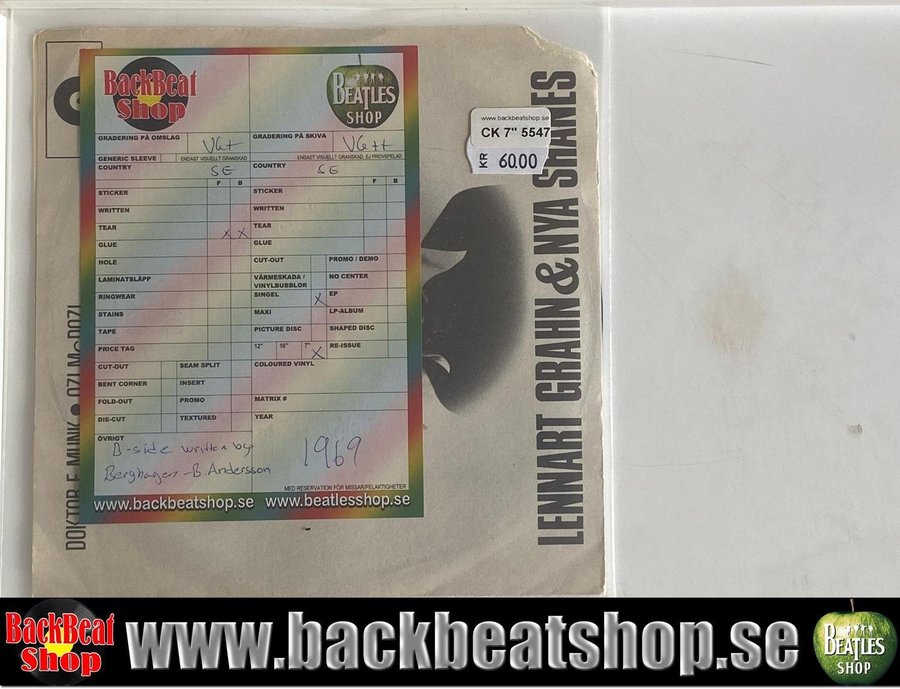 BackBeat
Shop
BEATLES
SHOP
GRADERING PÅ OMSLAG
VG+
GRADERING PÅ SKIVA
VG++
GENERIC SLEEVE
ENDAST VISUELLT GRANSKAD
ENDAST VISUELLT GRANSKAD, EJ PROVSPELAD
COUNTRY
SE
COUNTRY
SE
F B
F B
STICKER
STICKER
WRITTEN
WRITTEN
TEAR
X X
TEAR
GLUE
GLUE
HOLE
CUT-OUT
PROMO / DEMO
LAMINATSLÄPP
VÄRMESKADA /
VINYLBUBBLOR
NO CENTER
RINGWEAR
SINGEL
X
EP
STAINS
MAXI
LP-ALBUM
TAPE
PICTURE DISC
SHAPED DISC
PRICE TAG
12" 10" 7"
X
RE-ISSUE
CUT-OUT
SEAM SPLIT
COLOURED VINYL
BENT CORNER
INSERT
FOLD-OUT
PROMO
MATRIX #
DIE-CUT
TEXTURED
YEAR
1969
ÖVRIGT
B-side written by
Berghagen -B. Andersson
MED RESERVATION FÖR MISSAR/FELAKTIGHETER
www.backbeatshop.se www.beatlesshop.se
www.backbeatshop.se
CK 7" 5547
KR 60.00
LENNART GRAHN & NYA SHANES
DOKTOR F. MUNK
BackBeat
Shop
www.backbeatshop.se
BEATLES
SHOP